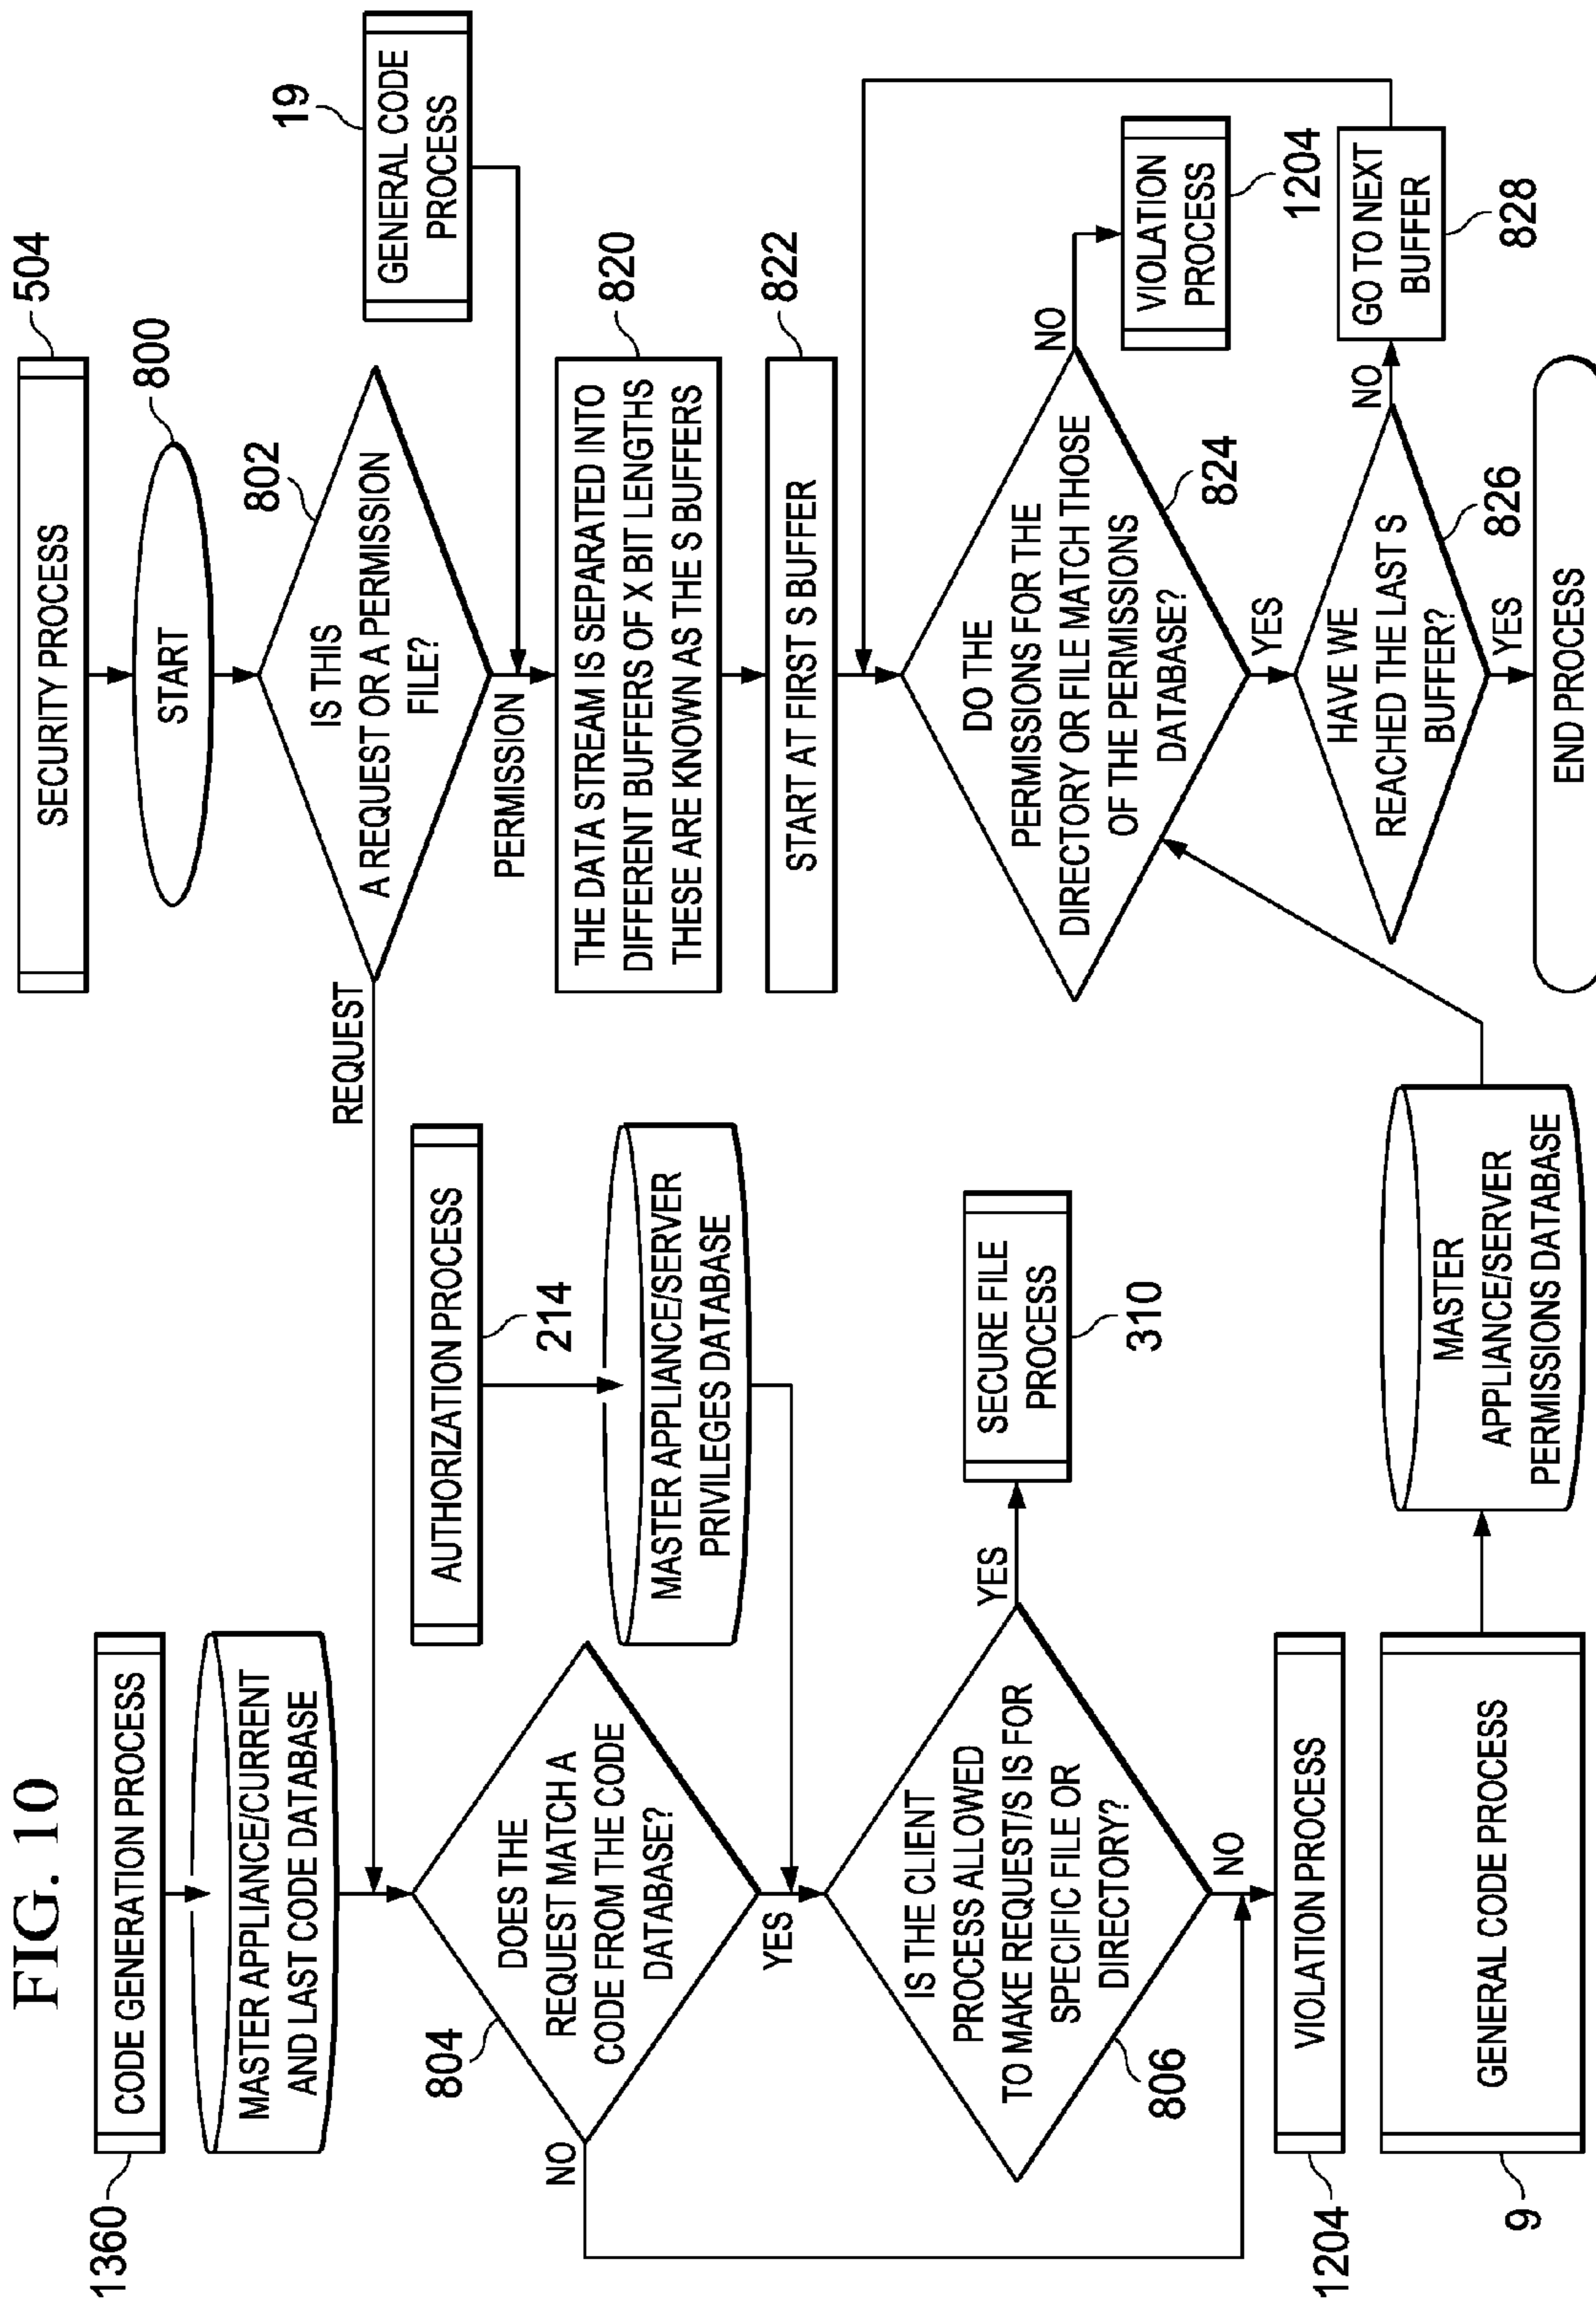 FIG. 10
1360
CODE GENERATION PROCESS
MASTER APPLIANCE/CURRENT
AND LAST CODE DATABASE
504
SECURITY PROCESS
800
START
802
IS THIS
A REQUEST OR A PERMISSION
FILE?
REQUEST
PERMISSION
19
GENERAL CODE
PROCESS
AUTHORIZATION PROCESS
214
MASTER APPLIANCE/SERVER
PRIVILEGES DATABASE
804
DOES THE
REQUEST MATCH A
CODE FROM THE CODE
DATABASE?
NO
YES
820
THE DATA STREAM IS SEPARATED INTO
DIFFERENT BUFFERS OF X BIT LENGTHS
THESE ARE KNOWN AS THE S BUFFERS
822
START AT FIRST S BUFFER
806
IS THE CLIENT
PROCESS ALLOWED
TO MAKE REQUEST/S IS FOR
SPECIFIC FILE OR
DIRECTORY?
YES
NO
SECURE FILE
PROCESS
310
DO THE
PERMISSIONS FOR THE
DIRECTORY OR FILE MATCH THOSE
OF THE PERMISSIONS
DATABASE?
824
NO
YES
VIOLATION
PROCESS
1204
1204
VIOLATION PROCESS
9
GENERAL CODE PROCESS
MASTER
APPLIANCE/SERVER
PERMISSIONS DATABASE
HAVE WE
REACHED THE LAST S
BUFFER?
826
NO
YES
GO TO NEXT
BUFFER
828
END PROCESS